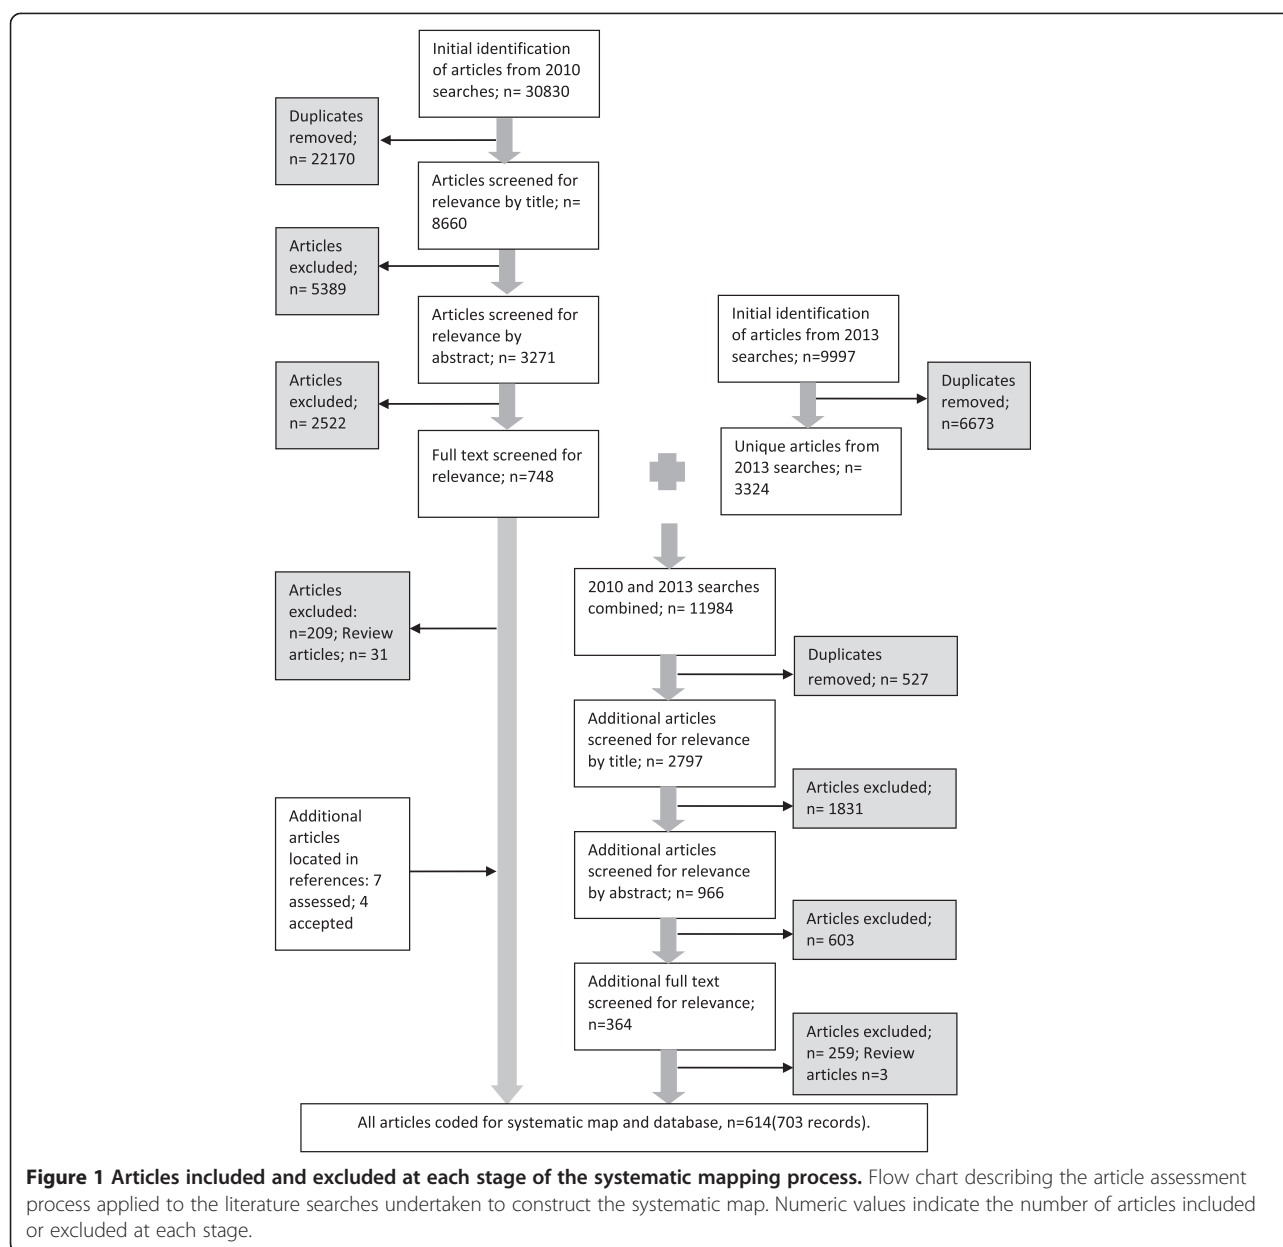 Initial identification
of articles from 2010
searches; n= 30830
Duplicates
removed;
n= 22170
Articles screened for
relevance by title; n=
8660
Articles
excluded;
n= 5389
Articles screened for
relevance by
abstract; n= 3271
Initial identification
of articles from 2013
searches; n=9997
Articles
excluded;
n= 2522
Duplicates
removed;
n=6673
Full text screened for
relevance; n=748
Unique articles from
2013 searches; n=
3324
Articles
excluded:
n=209; Review
articles; n= 31
2010 and 2013 searches
combined; n= 11984
Duplicates
removed; n= 527
Additional articles
screened for relevance
by title; n= 2797
Articles excluded;
n= 1831
Additional
articles
located in
references: 7
assessed; 4
accepted
Additional articles
screened for relevance
by abstract; n= 966
Articles excluded;
n= 603
Additional full text
screened for relevance;
n=364
Articles excluded;
n= 259; Review
articles n=3
All articles coded for systematic map and database, n=614(703 records).
Figure 1 Articles included and excluded at each stage of the systematic mapping process. Flow chart describing the article assessment
process applied to the literature searches undertaken to construct the systematic map. Numeric values indicate the number of articles included
or excluded at each stage.